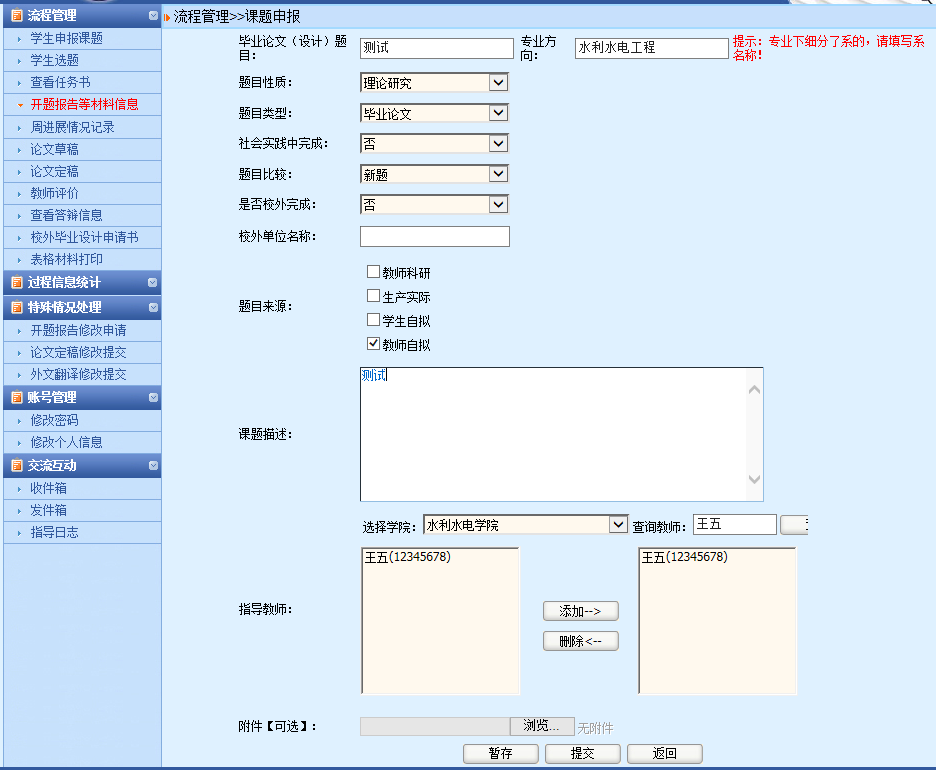 流程管理
学生申报课题
学生选题
查看任务书
开题报告等材料信息
周进展情况记录
论文草稿
论文定稿
教师评价
查看答辩信息
校外毕业设计申请书
表格材料打印
过程信息统计
特殊情况处理
开题报告修改申请
论文定稿修改提交
外文翻译修改提交
账号管理
修改密码
修改个人信息
交流互动
收件箱
发件箱
指导日志
流程管理>>课题申报
毕业论文（设计）题目： 测试 专业方向： 水利水电工程 提示：专业下细分了系的，请填写系名称！
题目性质： 理论研究
题目类型： 毕业论文
社会实践中完成： 否
题目比较： 新题
是否校外完成： 否
校外单位名称：
题目来源：
教师科研
生产实际
学生自拟
教师自拟
课题描述：
测试
选择学院： 水利水电学院 查询教师： 王五
指导教师：
王五(12345678) 王五(12345678)
添加-->
删除<--
附件【可选】： 浏览... 无附件
暂存 提交 返回